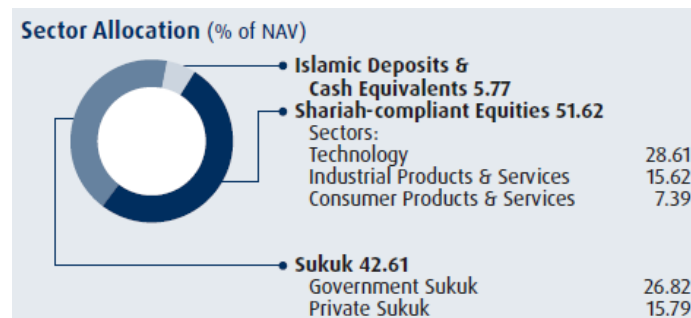 Sector Allocation (% of NAV)
Islamic Deposits &
Cash Equivalents 5.77
Shariah-compliant Equities 51.62
Sectors:
Technology 28.61
Industrial Products & Services 15.62
Consumer Products & Services 7.39
Sukuk 42.61
Government Sukuk 26.82
Private Sukuk 15.79